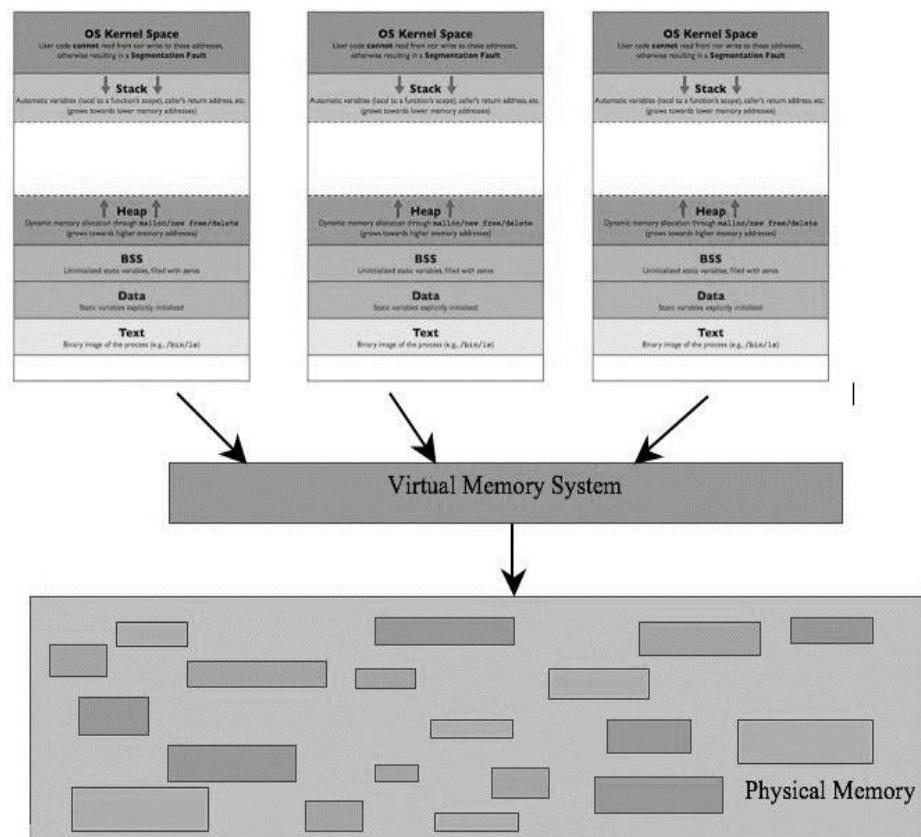 OS Kernel Space
User code cannot read from nor write to these addresses,
otherwise resulting in a Segmentation Fault
Stack
Automatic variables (local to a function's scope), caller's return address, etc.
(grows towards lower memory addresses)
Heap
Dynamic memory allocation through malloc/new free/delete
(grows towards higher memory addresses)
BSS
Uninitialized static variables, filled with zeros
Data
Static variables explicitly initialized
Text
Binary image of the process (e.g., /bin/ls)
OS Kernel Space
User code cannot read from nor write to these addresses,
otherwise resulting in a Segmentation Fault
Stack
Automatic variables (local to a function's scope), caller's return address, etc.
(grows towards lower memory addresses)
Heap
Dynamic memory allocation through malloc/new free/delete
(grows towards higher memory addresses)
BSS
Uninitialized static variables, filled with zeros
Data
Static variables explicitly initialized
Text
Binary image of the process (e.g., /bin/ls)
OS Kernel Space
User code cannot read from nor write to these addresses,
otherwise resulting in a Segmentation Fault
Stack
Automatic variables (local to a function's scope), caller's return address, etc.
(grows towards lower memory addresses)
Heap
Dynamic memory allocation through malloc/new free/delete
(grows towards higher memory addresses)
BSS
Uninitialized static variables, filled with zeros
Data
Static variables explicitly initialized
Text
Binary image of the process (e.g., /bin/ls)
Virtual Memory System
Physical Memory